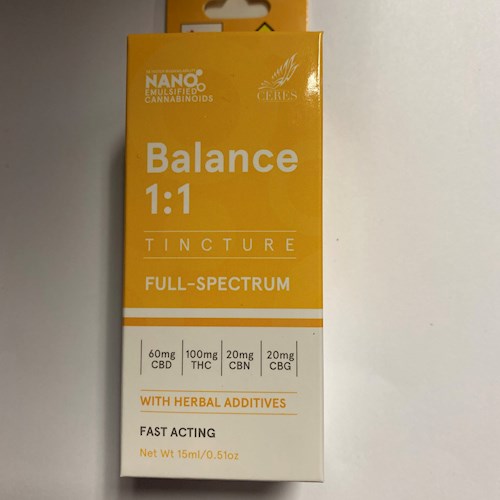 NANO
EMULSIFIED
CANNABINOIDS
CERES
Balance
1:1
TINCTURE
FULL-SPECTRUM
60mg
CBD
100mg
THC
20mg
CBN
20mg
CBG
WITH HERBAL ADDITIVES
FAST ACTING
Net Wt 15ml/0.51oz